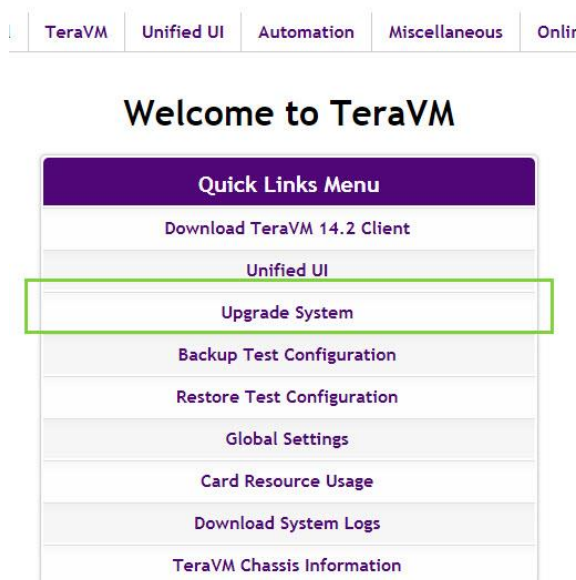 TeraVM Unified UI Automation Miscellaneous
Welcome to TeraVM
Quick Links Menu
Download TeraVM 14.2 Client
Unified UI
Upgrade System
Backup Test Configuration
Restore Test Configuration
Global Settings
Card Resource Usage
Download System Logs
TeraVM Chassis Information